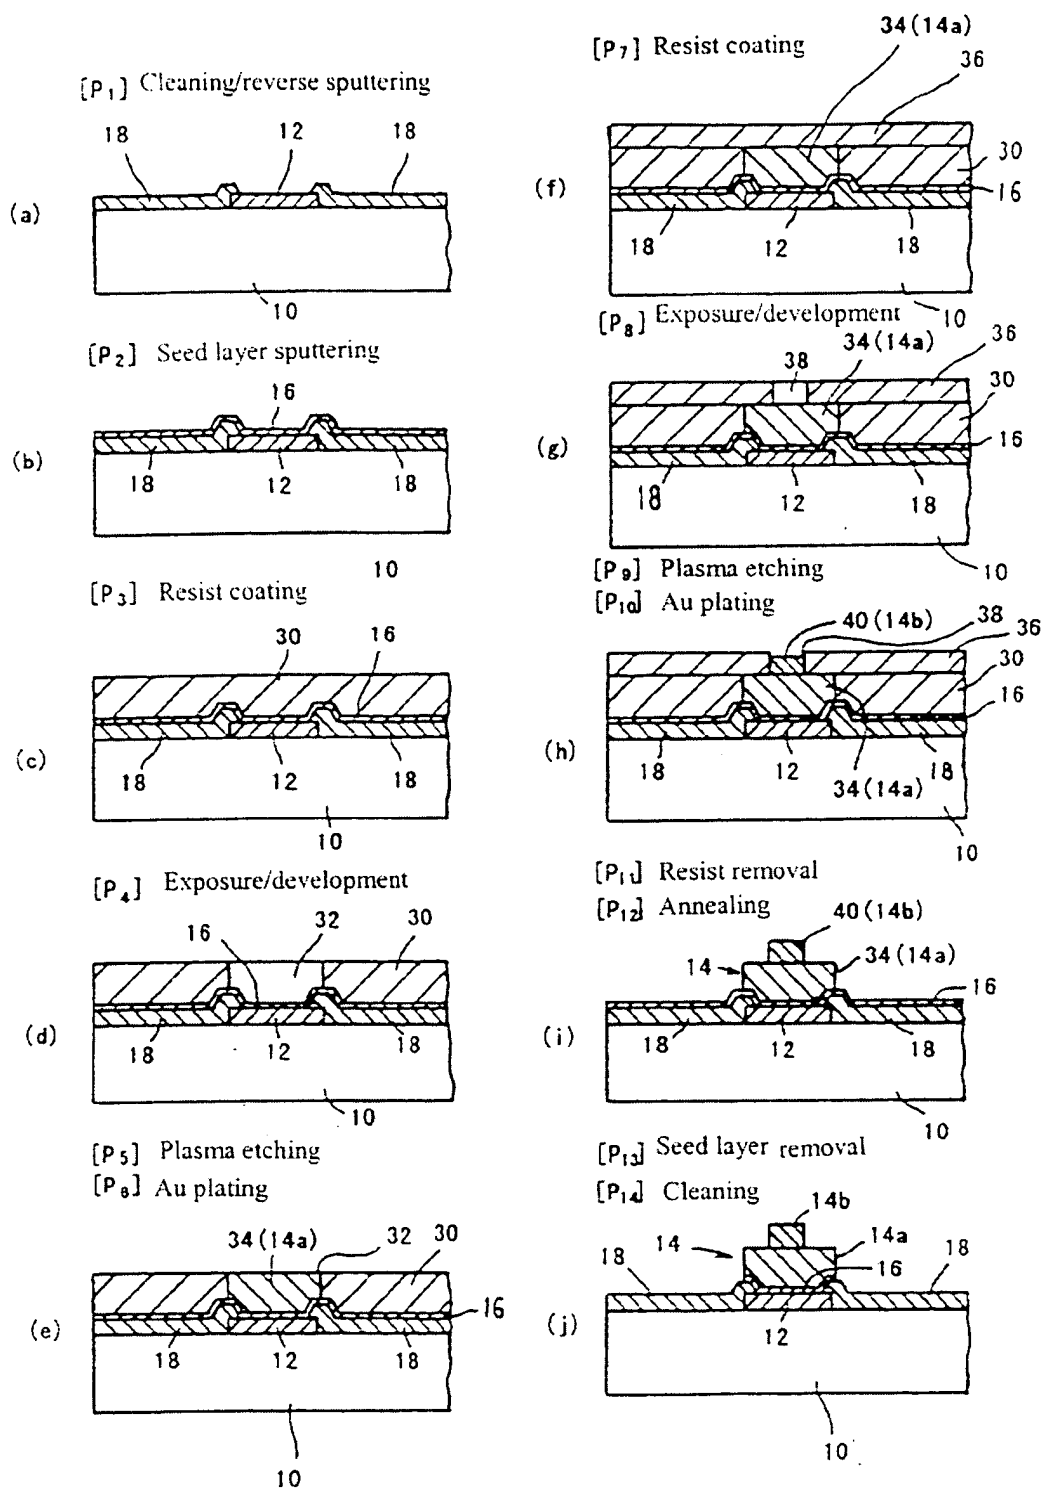 [P1] Cleaning/reverse sputtering
18 12 18
(a)
10
[P2] Seed layer sputtering
16
(b)
18 12 18
10
[P3] Resist coating
30 16
(c)
18 12 18
10
[P4] Exposure/development
16 32 30
(d)
18 12 18
10
[P5] Plasma etching
[P6] Au plating
34(14a) 32 30
16
(e)
18 12 18
10
[P7] Resist coating
34(14a)
36
30
(f)
16
18 12 18
10
[P8] Exposure/development
34(14a) 36
38
30
(g)
16
18 12 18
10
[P9] Plasma etching
[P10] Au plating
40(14b) 38
36
30
16
(h)
18 12 18
34(14a)
10
[P11] Resist removal
[P12] Annealing
40(14b)
14 34(14a)
16
(i)
18 12 18
10
[P13] Seed layer removal
[P14] Cleaning
14b
14 14a
18 16 18
(j)
12
10